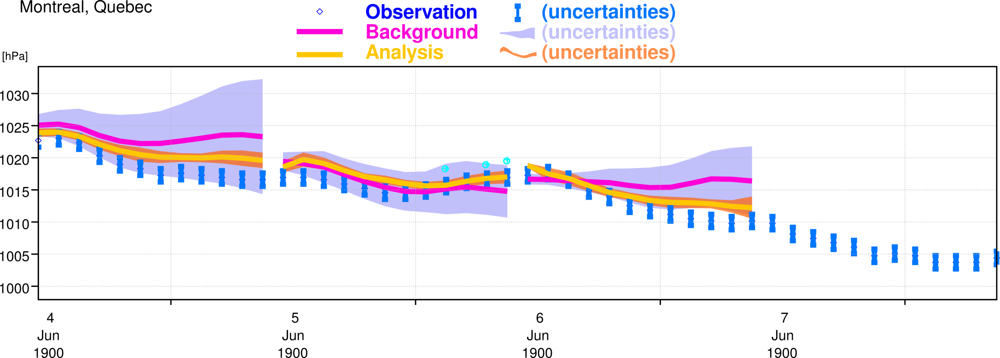 Montreal, Quebec
Observation (uncertainties)
Background (uncertainties)
Analysis (uncertainties)
[hPa]
1030
1025
1020
1015
1010
1005
1000
4 5 6 7
Jun Jun Jun Jun
1900 1900 1900 1900